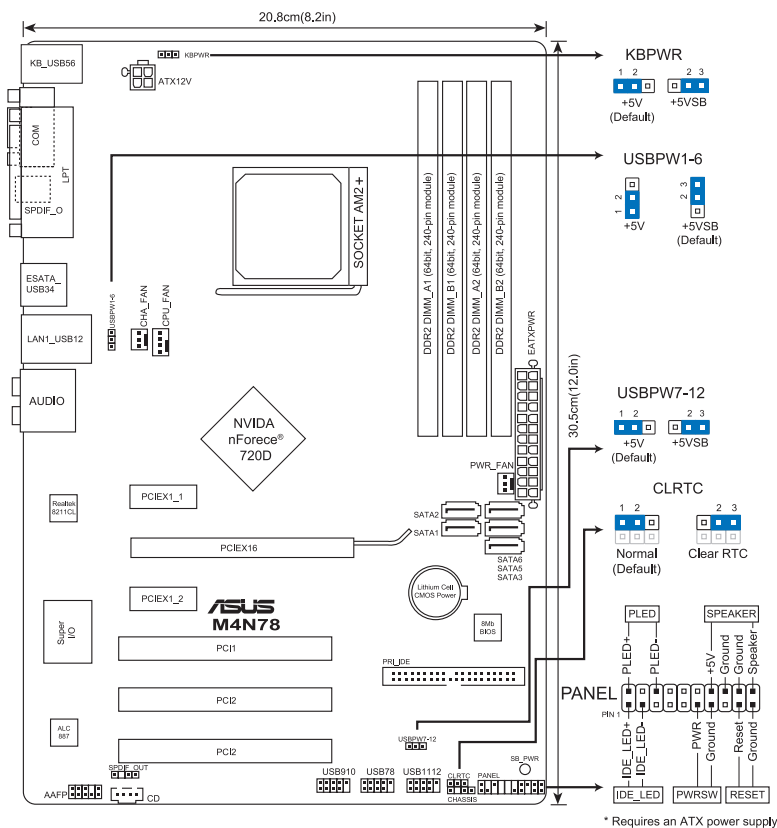 20.8cm(8.2in)
KB_USB56
KBPWR
ATX12V
COM
LPT
SPDIF_O
SOCKET AM2+
DDR2 DIMM_A1 (64bit, 240-pin module)
DDR2 DIMM_B1 (64bit, 240-pin module)
DDR2 DIMM_A2 (64bit, 240-pin module)
DDR2 DIMM_B2 (64bit, 240-pin module)
ESATA_
USB34
USBPW1-6
CHA_FAN
CPU_FAN
LAN1_USB12
AUDIO
EATXPWR
30.5cm(12.0in)
NVIDA
nForece®
720D
PWR_FAN
Realtek
8211CL
PCIEX1_1
SATA2
SATA1
PCIEX16
SATA6
SATA5
SATA3
PCIEX1_2
Lithium Cell
CMOS Power
Super
I/O
ASUS
M4N78
8Mb
BIOS
PCI1
PRI_IDE
PCI2
ALC
887
PCI2
USBPW7-12
SPDIF_OUT
SB_PWR
AAFP
CD
USB910
USB78
USB1112
CLRTC
CHASSIS
PANEL
KBPWR
1 2
2 3
+5V
(Default)
+5VSB
USBPW1-6
1 2
2 3
+5V
+5VSB
(Default)
USBPW7-12
1 2
2 3
+5V
(Default)
+5VSB
CLRTC
1 2
2 3
Normal
(Default)
Clear RTC
PLED
SPEAKER
PLED+
PLED-
+5V
Ground
Ground
Speaker
PANEL
PIN 1
IDE_LED+
IDE_LED-
PWR
Ground
Reset
Ground
IDE_LED
PWRSW
RESET
* Requires an ATX power supply